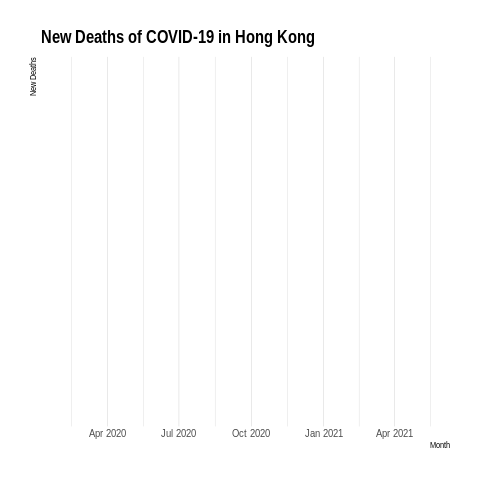 New Deaths of COVID-19 in Hong Kong
New Deaths
Apr 2020
Jul 2020
Oct 2020
Jan 2021
Apr 2021
Month